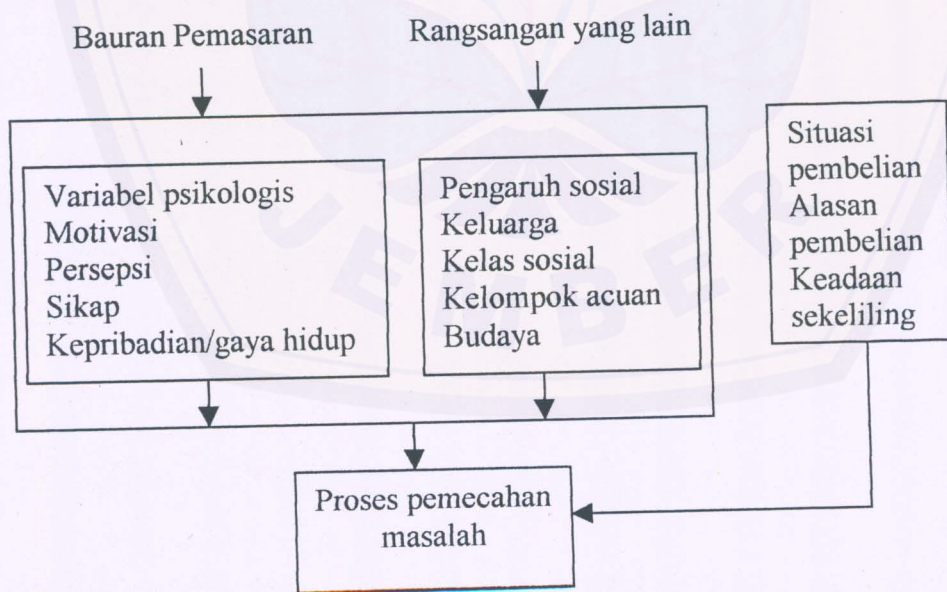 Bauran Pemasaran
Rangsangan yang lain
Variabel psikologis
Motivasi
Persepsi
Sikap
Kepribadian/gaya hidup
Pengaruh sosial
Keluarga
Kelas sosial
Kelompok acuan
Budaya
Situasi
pembelian
Alasan
pembelian
Keadaan
sekeliling
Proses pemecahan
masalah
JEMBER